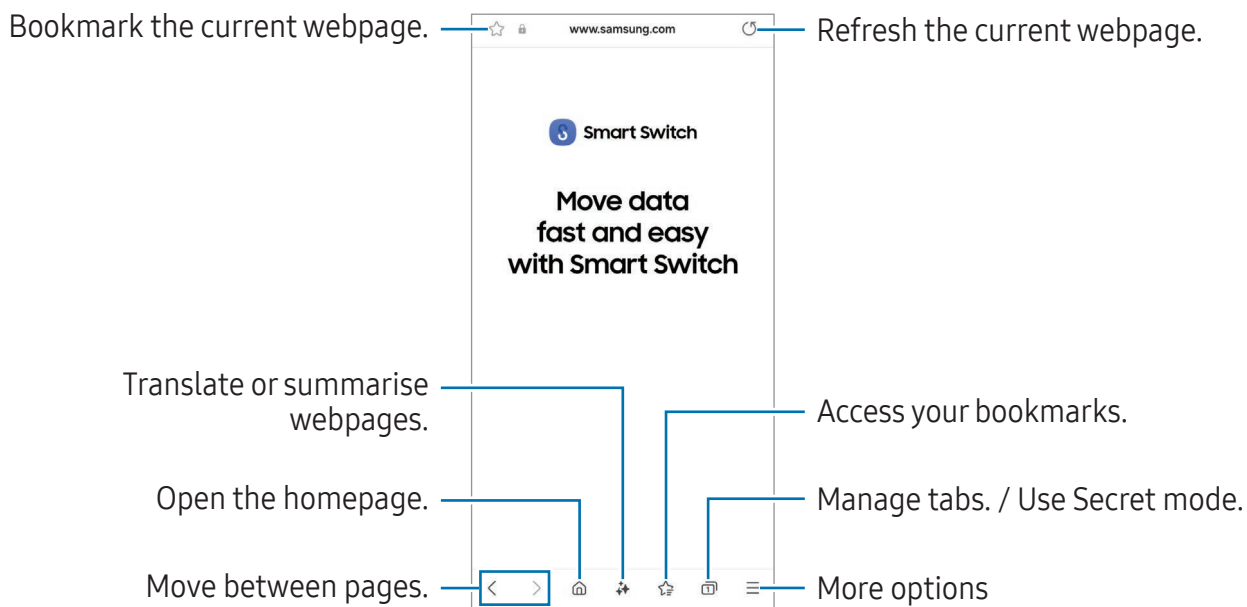 Bookmark the current webpage.
www.samsung.com
Refresh the current webpage.
Smart Switch
Move data
fast and easy
with Smart Switch
Translate or summarise
webpages.
Access your bookmarks.
Open the homepage.
Manage tabs. / Use Secret mode.
Move between pages.
1
More options